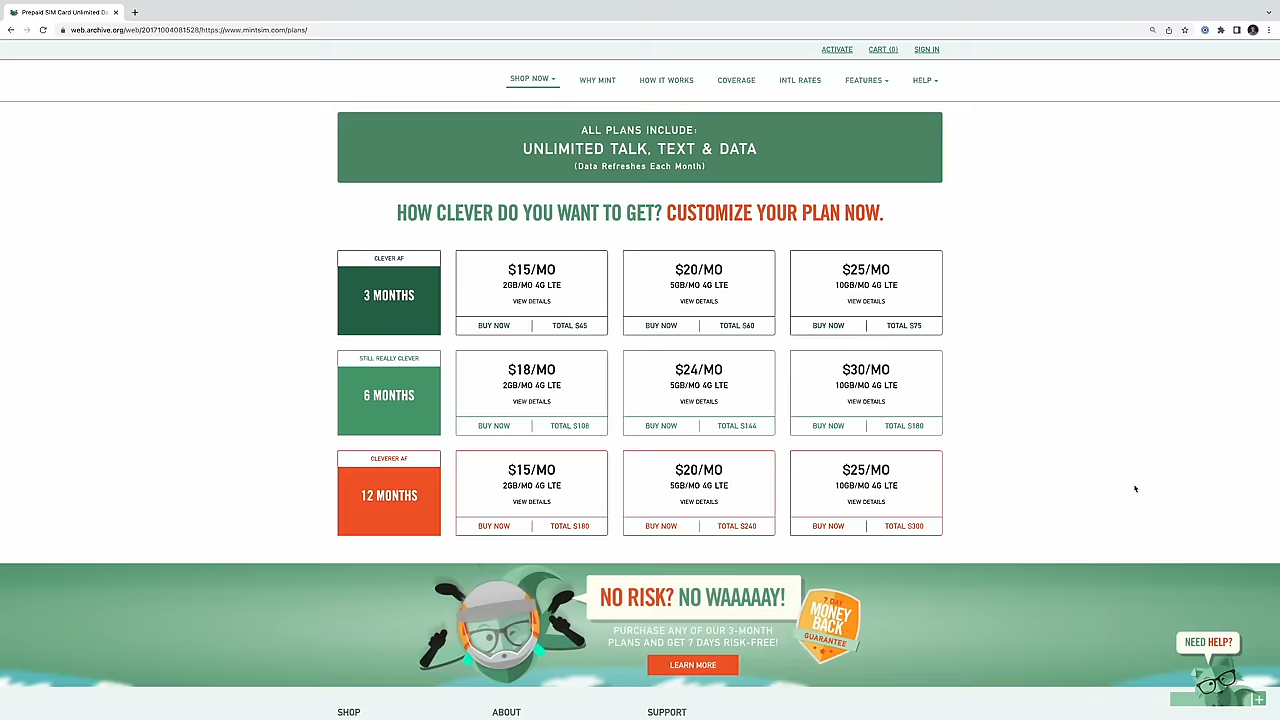 Prepaid SIM Card Unlimited Da
web.archive.org/web/20171004081528/https://www.mintsim.com/plans/
ACTIVATE CART (0) SIGN IN
SHOP NOW WHY MINT HOW IT WORKS COVERAGE INTL RATES FEATURES HELP
ALL PLANS INCLUDE:
UNLIMITED TALK, TEXT & DATA
(Data Refreshes Each Month)
HOW CLEVER DO YOU WANT TO GET? CUSTOMIZE YOUR PLAN NOW.
CLEVER AF
3 MONTHS
$15/MO
2GB/MO 4G LTE
VIEW DETAILS
BUY NOW TOTAL $45
$20/MO
5GB/MO 4G LTE
VIEW DETAILS
BUY NOW TOTAL $60
$25/MO
10GB/MO 4G LTE
VIEW DETAILS
BUY NOW TOTAL $75
STILL REALLY CLEVER
6 MONTHS
$18/MO
2GB/MO 4G LTE
VIEW DETAILS
BUY NOW TOTAL $108
$24/MO
5GB/MO 4G LTE
VIEW DETAILS
BUY NOW TOTAL $144
$30/MO
10GB/MO 4G LTE
VIEW DETAILS
BUY NOW TOTAL $180
CLEVERER AF
12 MONTHS
$15/MO
2GB/MO 4G LTE
VIEW DETAILS
BUY NOW TOTAL $180
$20/MO
5GB/MO 4G LTE
VIEW DETAILS
BUY NOW TOTAL $240
$25/MO
10GB/MO 4G LTE
VIEW DETAILS
BUY NOW TOTAL $300
NO RISK? NO WAAAAAY!
PURCHASE ANY OF OUR 3-MONTH
PLANS AND GET 7 DAYS RISK-FREE!
LEARN MORE
7 DAY
MONEY
BACK
GUARANTEE
NEED HELP?
SHOP ABOUT SUPPORT